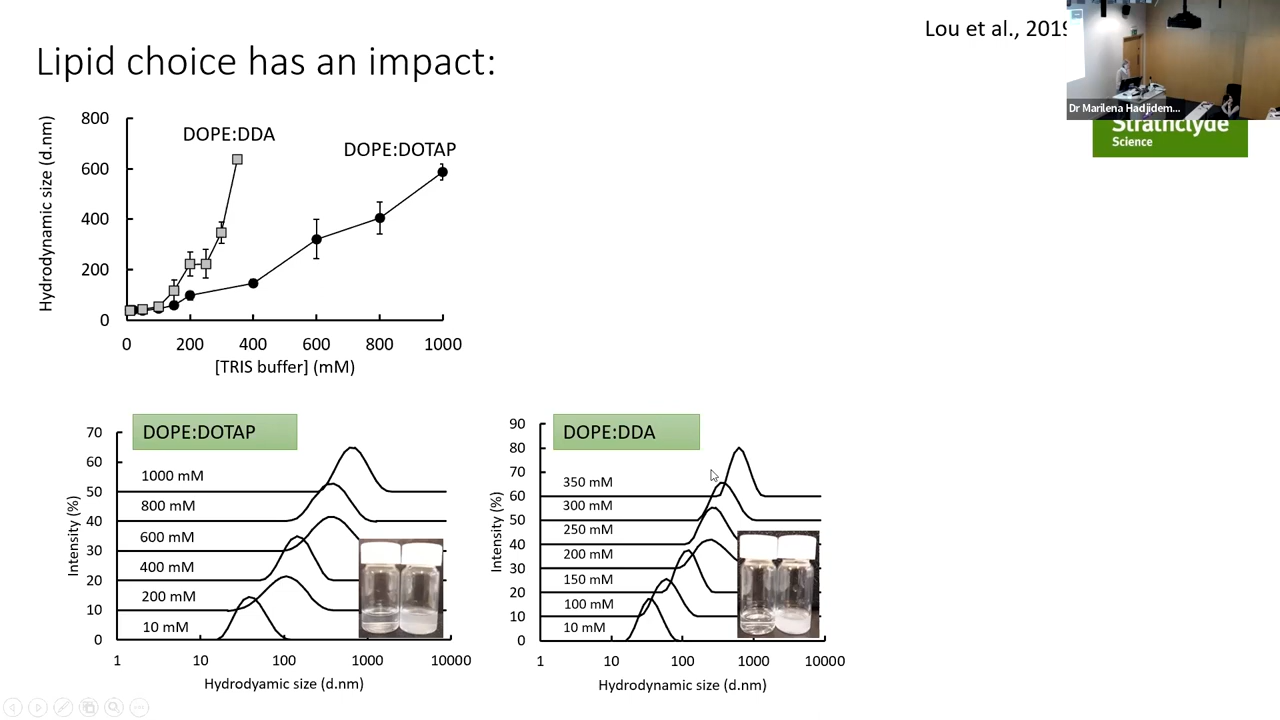 Lou et al., 2019
Lipid choice has an impact:
Dr Marilena Hadjidem...
Strathclyde
Science
Hydrodynamic size (d.nm)
800
600
400
200
0
DOPE:DDA
DOPE:DOTAP
0 200 400 600 800 1000
[TRIS buffer] (mM)
DOPE:DOTAP
Intensity (%)
70
60
50
40
30
20
10
0
1000 mM
800 mM
600 mM
400 mM
200 mM
10 mM
1 10 100 1000 10000
Hydrodyamic size (d.nm)
DOPE:DDA
Intensity (%)
90
80
70
60
50
40
30
20
10
0
350 mM
300 mM
250 mM
200 mM
150 mM
100 mM
10 mM
1 10 100 1000 10000
Hydrodynamic size (d.nm)